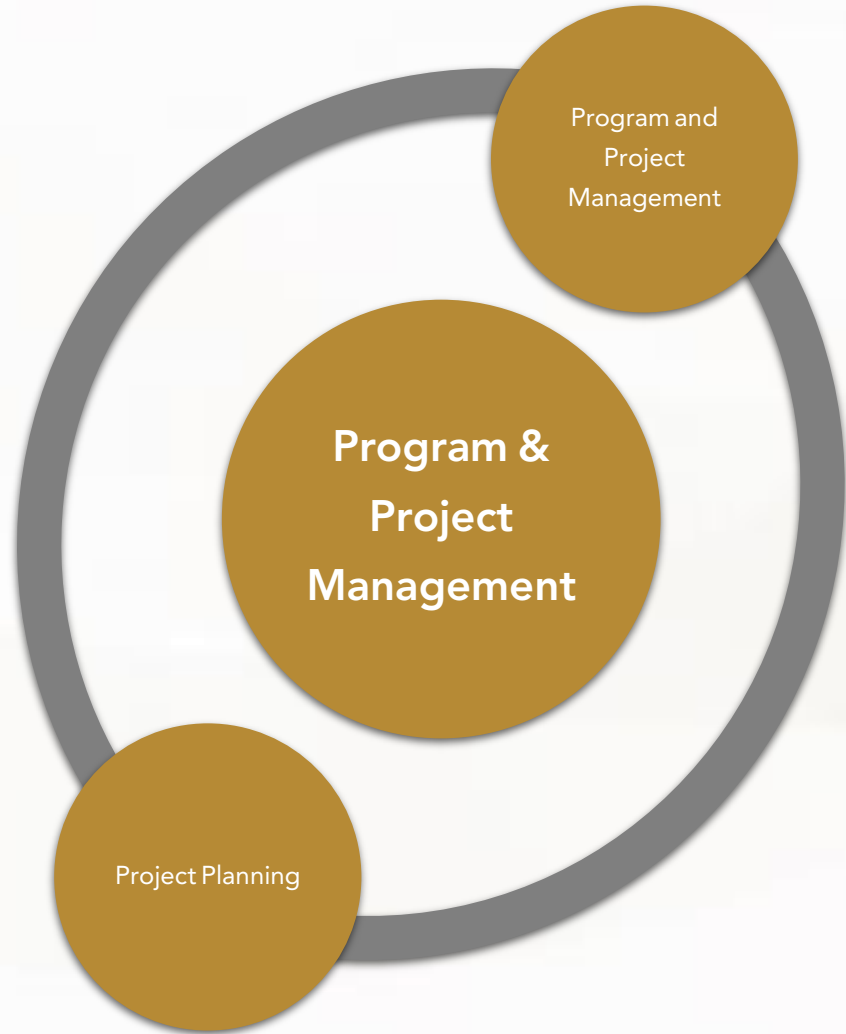 Program and
Project
Management
Program &
Project
Management
Project Planning